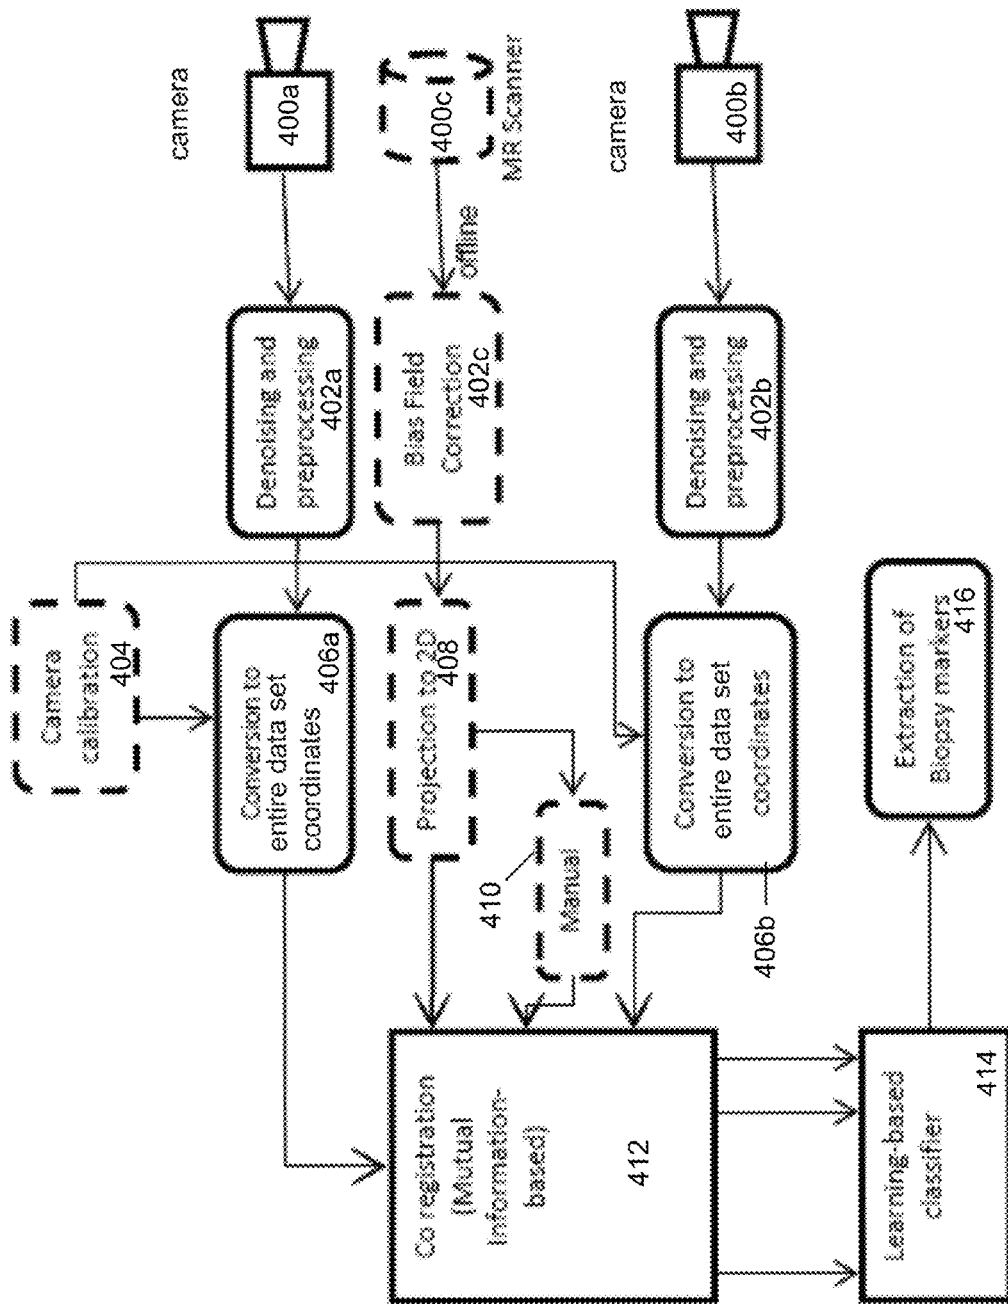 camera
400a
400c
MR Scanner
camera
400b
offline
Denoising and
preprocessing
402a
Bias Field
Correction
402c
Denoising and
preprocessing
402b
Camera
calibration
404
Conversion to
entire data set
coordinates
406a
Projection to 2D
408
Conversion to
entire data set
coordinates
406b
410
Manual
Extraction of
Biopsy markers
416
Co registration
(Mutual
Information-
based)
412
Learning-based
classifier
414